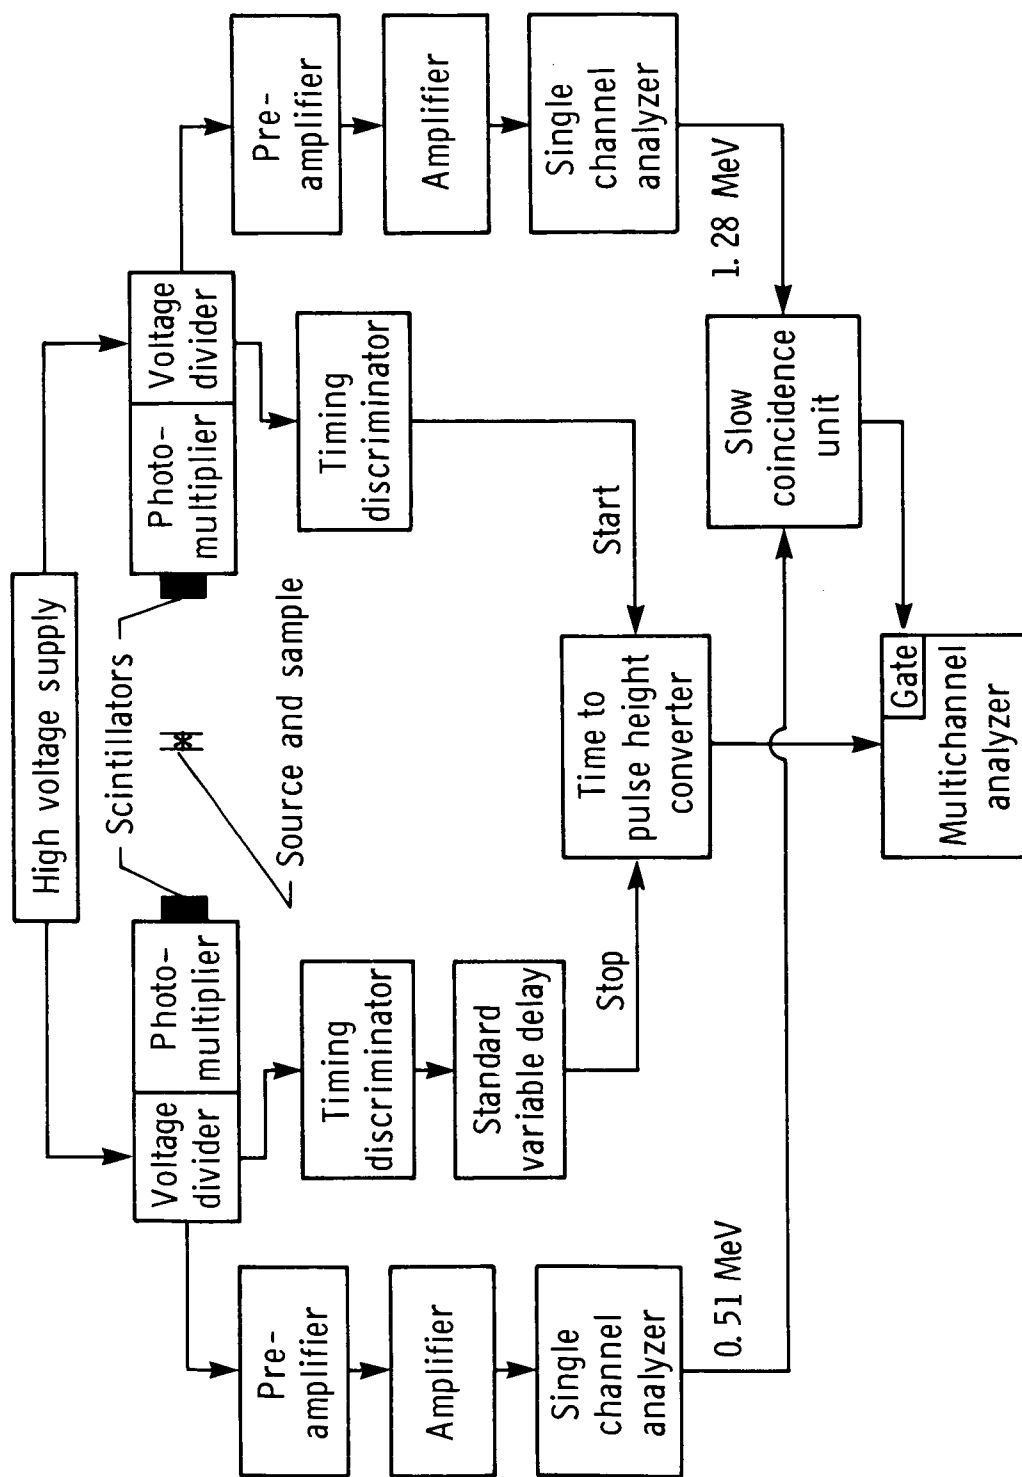 High voltage supply
Scintillators
Voltage
divider
Photo-
multiplier
Photo-
multiplier
Voltage
divider
Source and sample
Pre-
amplifier
Timing
discriminator
Timing
discriminator
Pre-
amplifier
Amplifier
Standard
variable delay
Amplifier
Single
channel
analyzer
Stop
Start
Single
channel
analyzer
Time to
pulse height
converter
0.51 MeV
1.28 MeV
Slow
coincidence
unit
Gate
Multichannel
analyzer